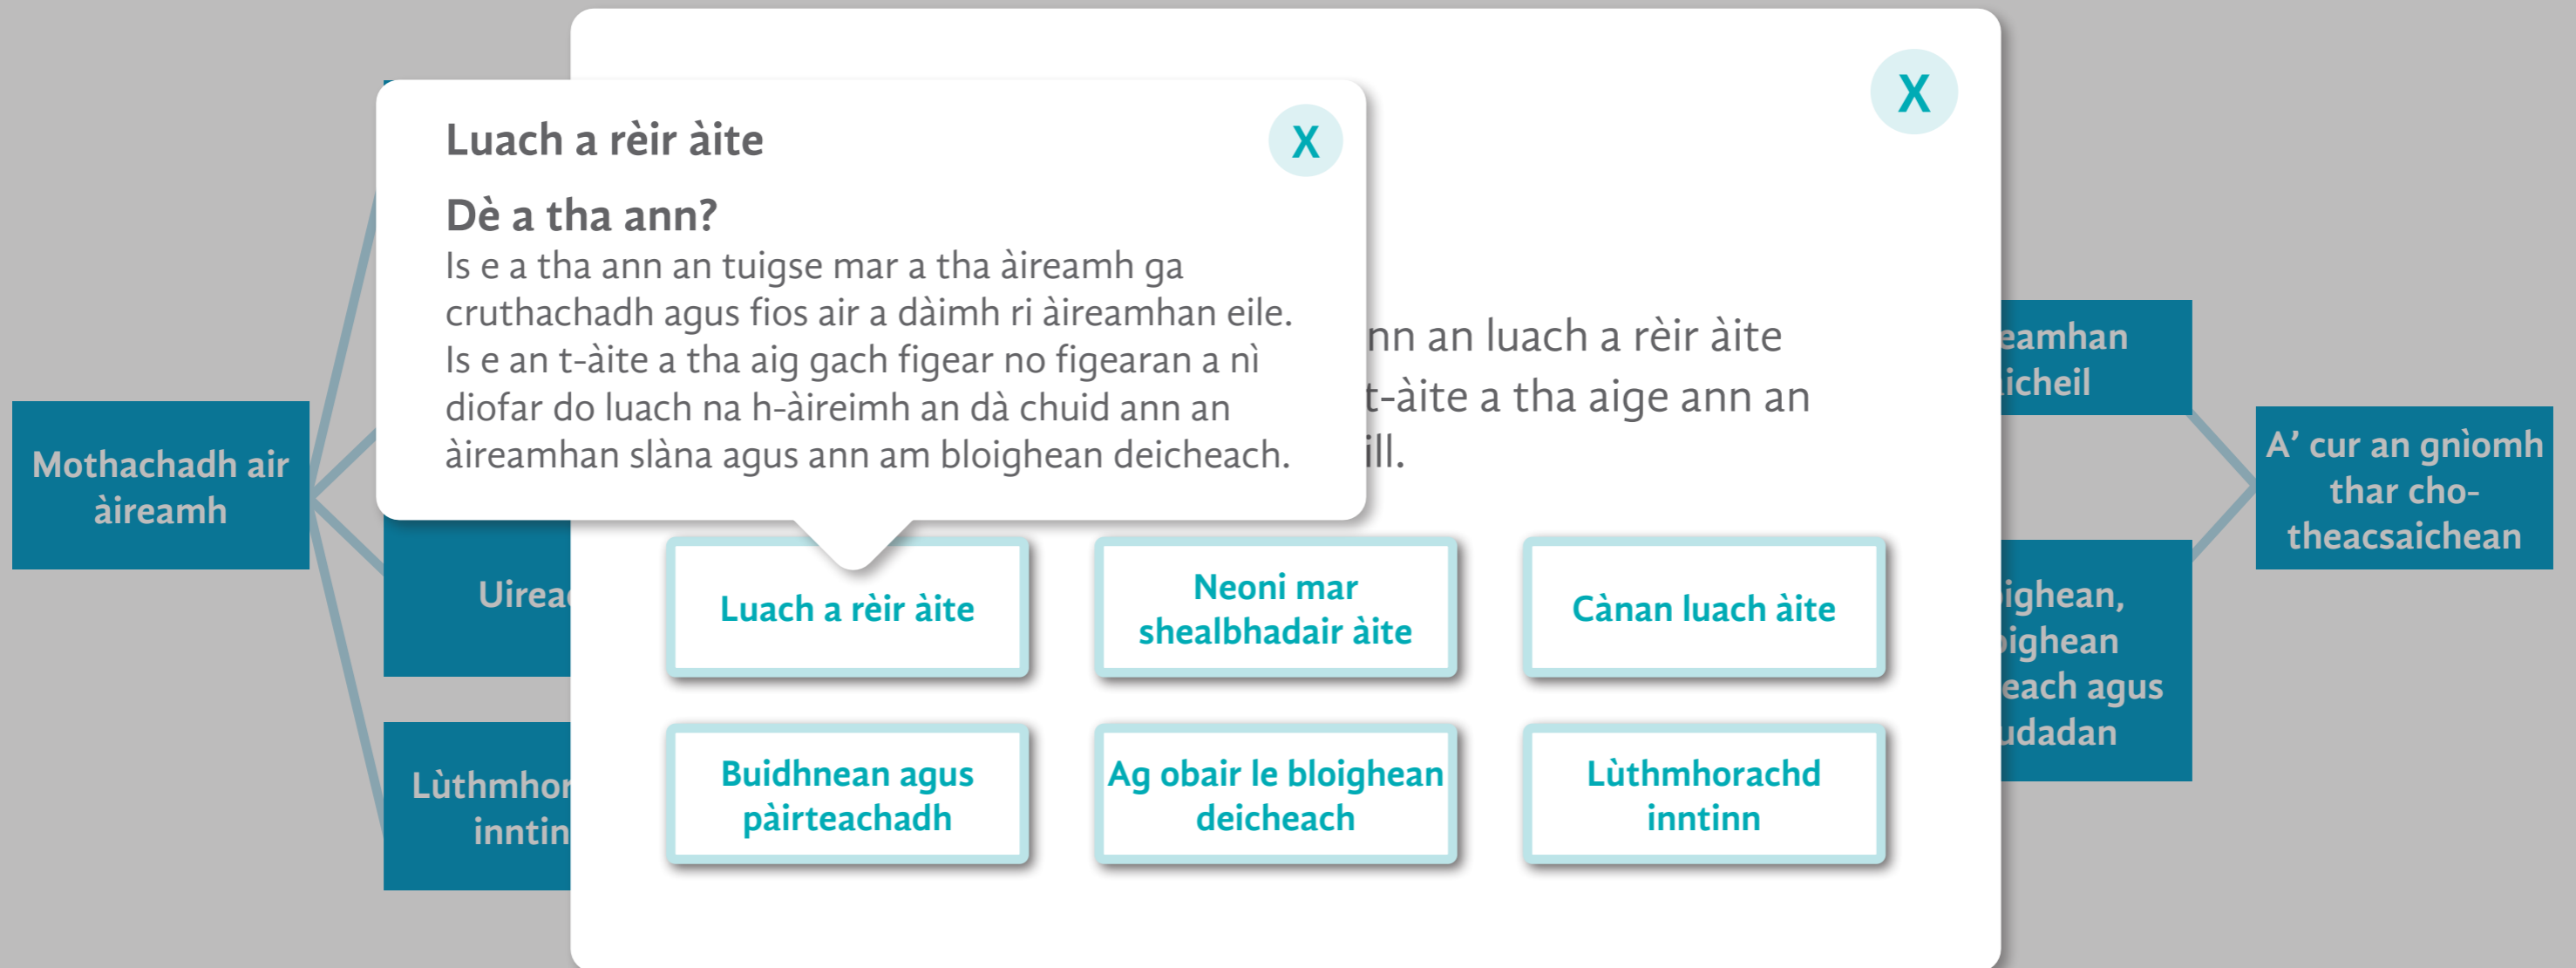 Luach a rèir àite
X
Dè a tha ann?
Is e a tha ann an tuigse mar a tha àireamh ga
cruthachadh agus fios air a dàimh ri àireamhan eile.
Is e an t-àite a tha aig gach figear no figearan a nì
diofar do luach na h-àireimh an dà chuid ann an
àireamhan slàna agus ann am bloighean deicheach.
X
an luach a rèir àite
t-àite a tha aige ann an
Luach a rèir àite
Neoni mar
shealbhadair àite
Cànan luach àite
Buidhnean agus
pàirteachadh
Ag obair le bloighean
deicheach
Lùthmhorachd
inntinn
Mothachadh air
àireamh
agus
A’ cur an gnìomh
thar cho-
theacsaichean